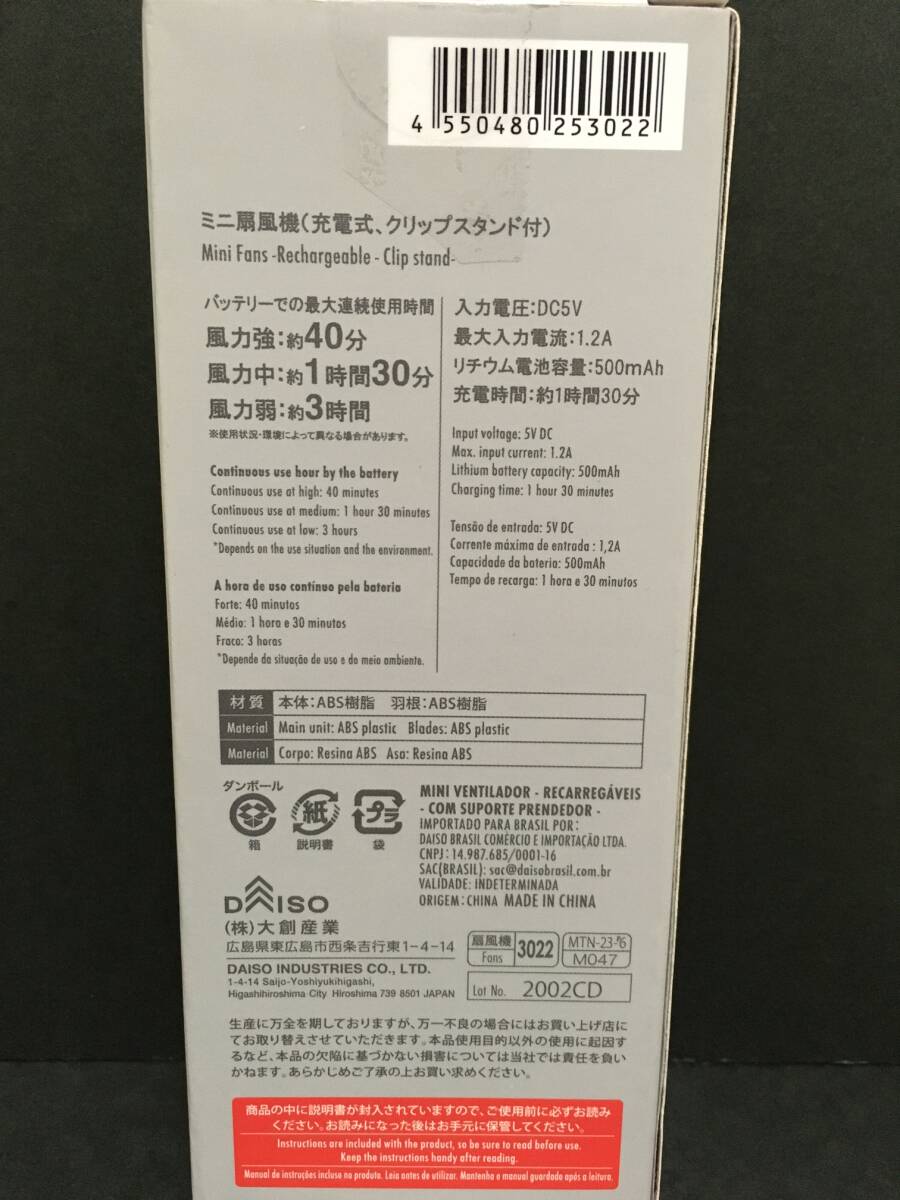 4 550480 253022
ミニ扇風機(充電式、クリップスタンド付)
Mini Fans -Rechargeable - Clip stand-
バッテリーでの最大連続使用時間
風力強:約40分
風力中:約1時間30分
風力弱:約3時間
※使用状況・環境によって異なる場合があります。
Continuous use hour by the battery
Continuous use at high: 40 minutes
Continuous use at medium: 1 hour 30 minutes
Continuous use at low: 3 hours
*Depends on the use situation and the environment.
A hora de uso contínuo pela bateria
Forte: 40 minutos
Médio: 1 hora e 30 minutos
Fraco: 3 horas
*Depende da situação de uso e do meio ambiente.
入力電圧:DC5V
最大入力電流:1.2A
リチウム電池容量:500mAh
充電時間:約1時間30分
Input voltage: 5V DC
Max. input current: 1.2A
Lithium battery capacity: 500mAh
Charging time: 1 hour 30 minutes
Tensão de entrada: 5V DC
Corrente máxima de entrada : 1,2A
Capacidade da bateria: 500mAh
Tempo de recarga: 1 hora e 30 minutos
材質 本体:ABS樹脂 羽根:ABS樹脂
Material Main unit: ABS plastic Blades: ABS plastic
Material Corpo: Resina ABS Asa: Resina ABS
ダンボール
紙 プラ
箱 説明書 袋
MINI VENTILADOR - RECARREGÁVEIS
- COM SUPORTE PRENDEDOR -
IMPORTADO PARA BRASIL POR:
DAISO BRASIL COMÉRCIO E IMPORTAÇÃO LTDA.
CNPJ: 14.987.685/0001-16
SAC(BRASIL): sac@daisobrasil.com.br
VALIDADE: INDETERMINADA
ORIGEM: CHINA MADE IN CHINA
DAISO
(株)大創産業
広島県東広島市西条吉行東1-4-14
DAISO INDUSTRIES CO., LTD.
1-4-14 Saijo-Yoshiyukihigashi,
Higashihiroshima City Hiroshima 739 8501 JAPAN
扇風機 Fans 3022
MTN-23-
M047
Lot No. 2002CD
生産に万全を期しておりますが、万一不良の場合にはお買い上げ店に
てお取り替えさせていただきます。本品使用目的以外の使用に起因す
るなど、本品の欠陥に基づかない損害については当社では責任を負い
かねます。あらかじめご了承の上お買い求めください。
商品の中に説明書が封入されていますので、ご使用前に必ずお読み
ください。お読みになった後はお手元に保管してください。
Instructions are included with the product, so be sure to read before use.
Keep the instructions handy after reading.
Manual de instruções incluso no produto. Leia antes de utilizar. Mantenha o manual guardado após a leitura.